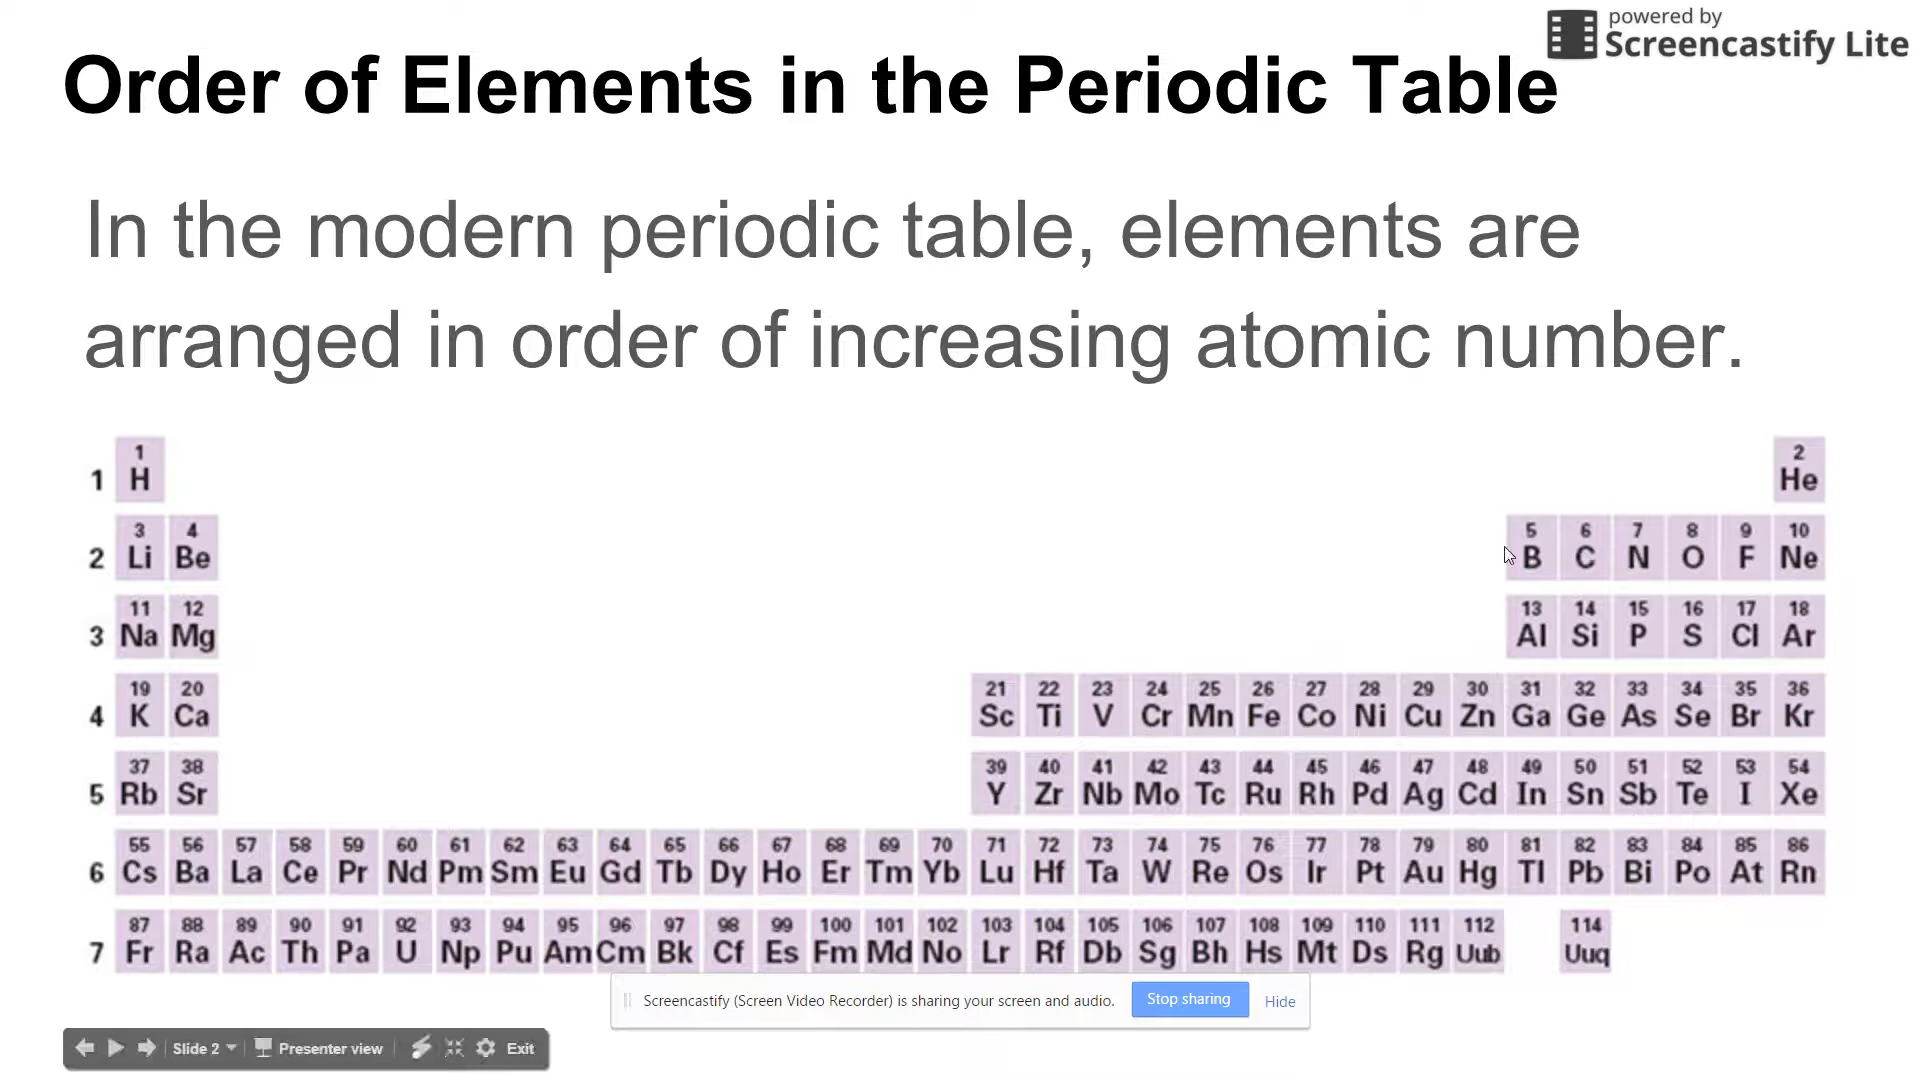 powered by
Screencastify Lite
Order of Elements in the Periodic Table
In the modern periodic table, elements are
arranged in order of increasing atomic number.
1 2
1 H He
3 4 5 6 7 8 9 10
2 Li Be B C N O F Ne
11 12 13 14 15 16 17 18
3 Na Mg Al Si P S Cl Ar
19 20 21 22 23 24 25 26 27 28 29 30 31 32 33 34 35 36
4 K Ca Sc Ti V Cr Mn Fe Co Ni Cu Zn Ga Ge As Se Br Kr
37 38 39 40 41 42 43 44 45 46 47 48 49 50 51 52 53 54
5 Rb Sr Y Zr Nb Mo Tc Ru Rh Pd Ag Cd In Sn Sb Te I Xe
55 56 57 58 59 60 61 62 63 64 65 66 67 68 69 70 71 72 73 74 75 76 77 78 79 80 81 82 83 84 85 86
6 Cs Ba La Ce Pr Nd Pm Sm Eu Gd Tb Dy Ho Er Tm Yb Lu Hf Ta W Re Os Ir Pt Au Hg Tl Pb Bi Po At Rn
87 88 89 90 91 92 93 94 95 96 97 98 99 100 101 102 103 104 105 106 107 108 109 110 111 112 114
7 Fr Ra Ac Th Pa U Np Pu Am Cm Bk Cf Es Fm Md No Lr Rf Db Sg Bh Hs Mt Ds Rg Uub Uuq
Screencastify (Screen Video Recorder) is sharing your screen and audio. Stop sharing Hide
Slide 2 Presenter view Exit